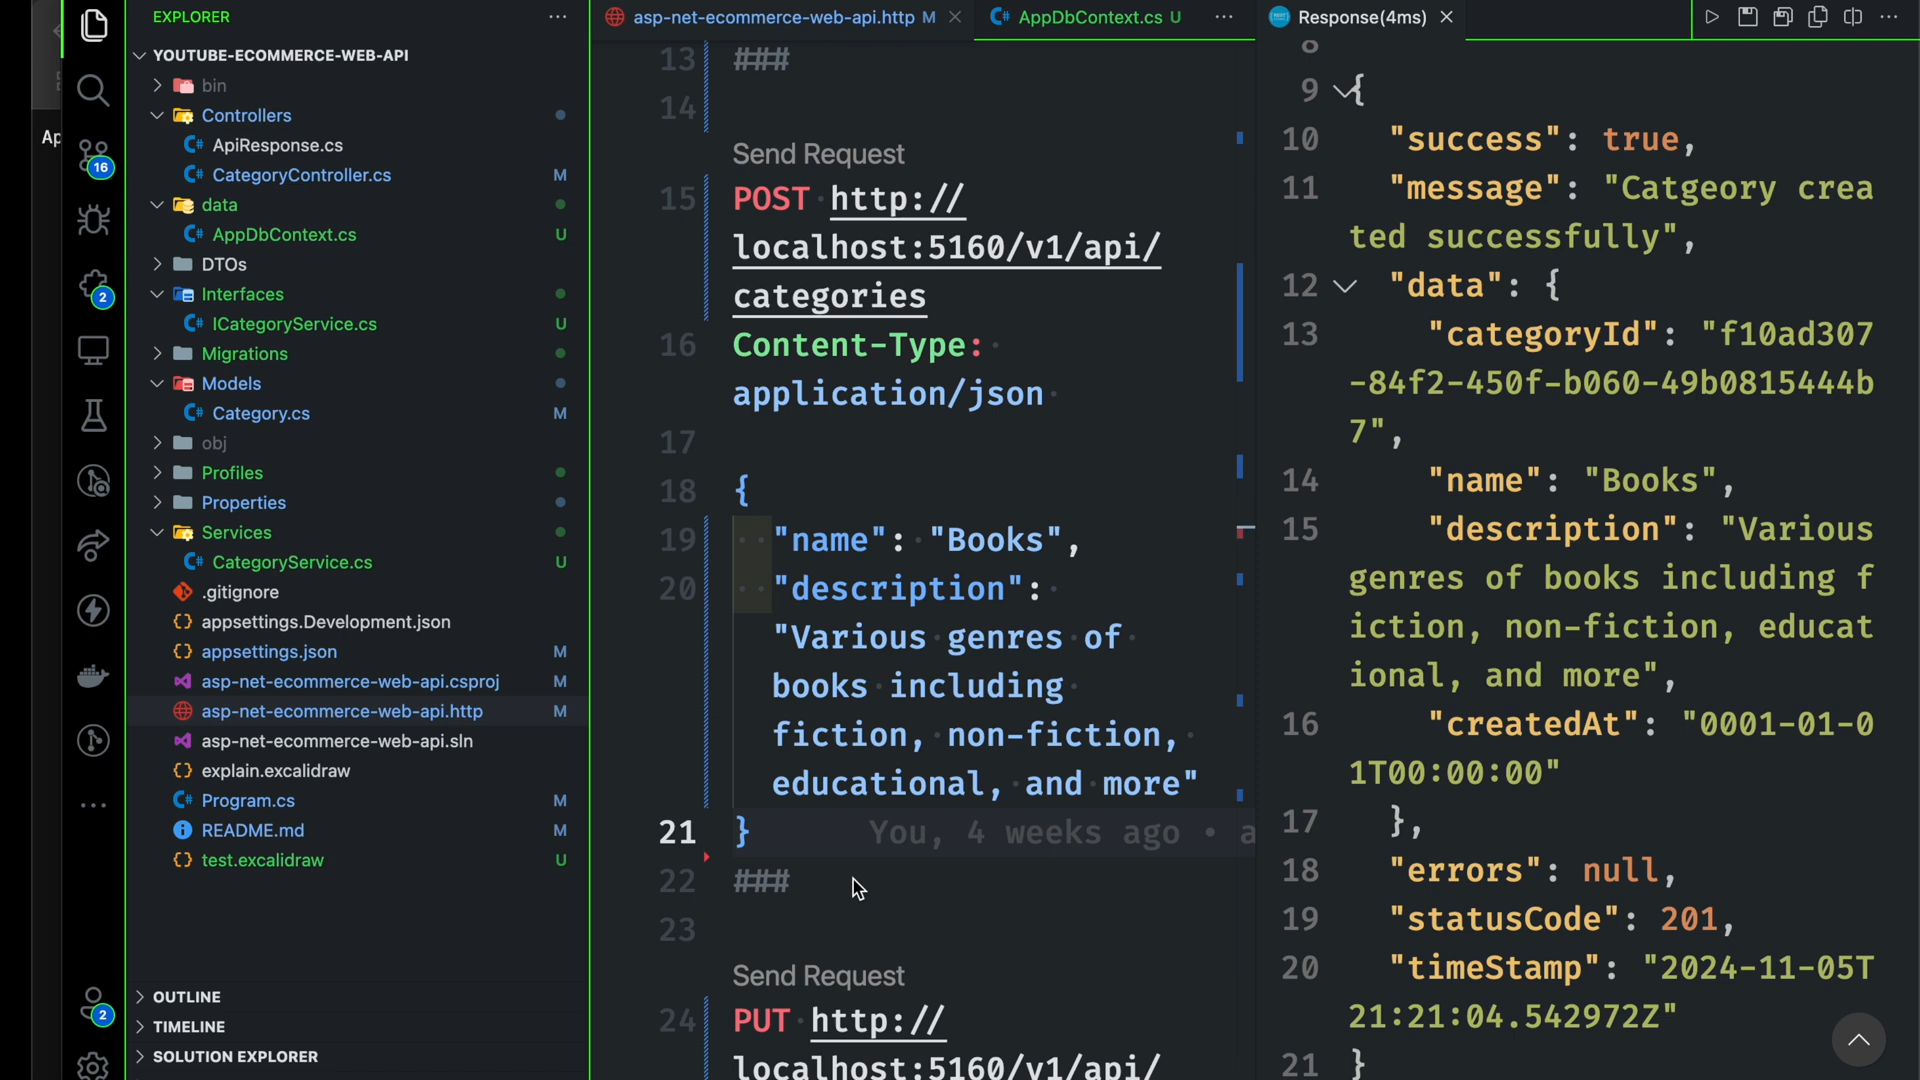 EXPLORER
YOUTUBE-ECOMMERCE-WEB-API
bin
Controllers
ApiResponse.cs
CategoryController.cs M
data
AppDbContext.cs U
DTOs
Interfaces
ICategoryService.cs U
Migrations
Models
Category.cs M
obj
Profiles
Properties
Services
CategoryService.cs U
.gitignore
appsettings.Development.json
appsettings.json M
asp-net-ecommerce-web-api.csproj M
asp-net-ecommerce-web-api.http M
asp-net-ecommerce-web-api.sln
explain.excalidraw
Program.cs M
README.md M
test.excalidraw U
OUTLINE
TIMELINE
SOLUTION EXPLORER
Ap
16
2
2
asp-net-ecommerce-web-api.http M
AppDbContext.cs U
13 ###
14
Send Request
15 POST http://
localhost:5160/v1/api/
categories
16 Content-Type:
application/json
17
18 {
19 "name": "Books",
20 "description":
"Various genres of
books including
fiction, non-fiction,
educational, and more"
21 } You, 4 weeks ago • a
22 ###
23
Send Request
24 PUT http://
localhost:5160/v1/api/
Response(4ms)
8
9 {
10 "success": true,
11 "message": "Catgeory crea
ted successfully",
12 "data": {
13 "categoryId": "f10ad307
-84f2-450f-b060-49b0815444b
7",
14 "name": "Books",
15 "description": "Various
genres of books including f
iction, non-fiction, educat
ional, and more",
16 "createdAt": "0001-01-0
1T00:00:00"
17 },
18 "errors": null,
19 "statusCode": 201,
20 "timeStamp": "2024-11-05T
21:21:04.542972Z"
21 }